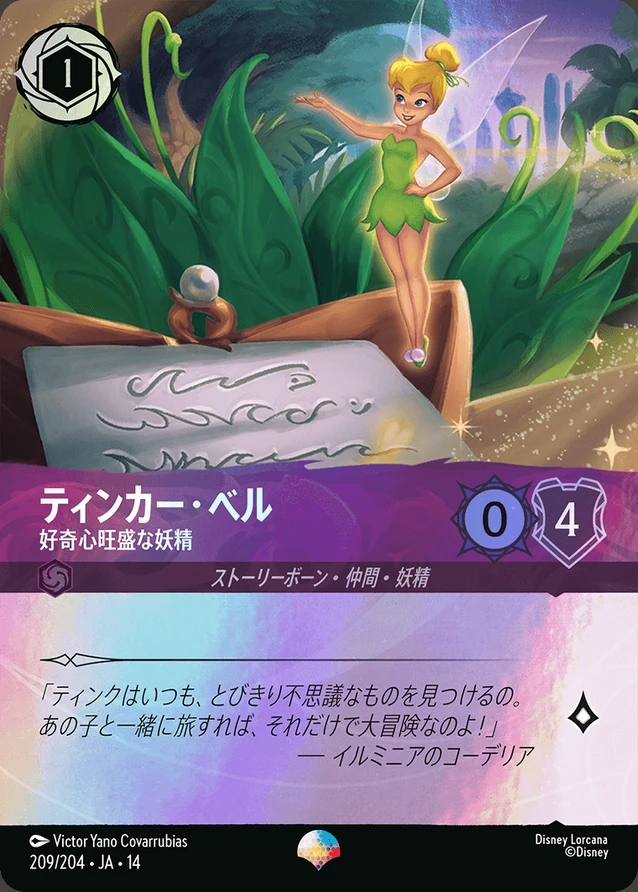 1
ティンカー・ベル
好奇心旺盛な妖精
0
4
ストーリーボーン・仲間・妖精
「ティンクはいつも、とびきり不思議なものを見つけるの。
あの子と一緒に旅すれば、それだけで大冒険なのよ!」
— イルミニアのコーデリア
Victor Yano Covarrubias
209/204・JA・14
Disney Lorcana
©Disney